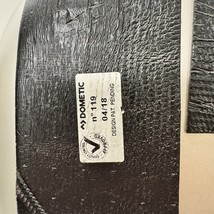 DOMETIC
n° 119
04/18
DESIGN PAT. PENDING